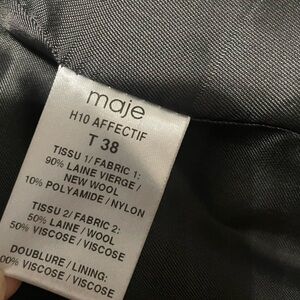 maje
H10 AFFECTIF
T 38
TISSU 1/ FABRIC 1:
90% LAINE VIERGE /
NEW WOOL
10% POLYAMIDE / NYLON
TISSU 2/ FABRIC 2:
50% LAINE / WOOL
50% VISCOSE / VISCOSE
DOUBLURE / LINING:
00% VISCOSE / VISCOSE